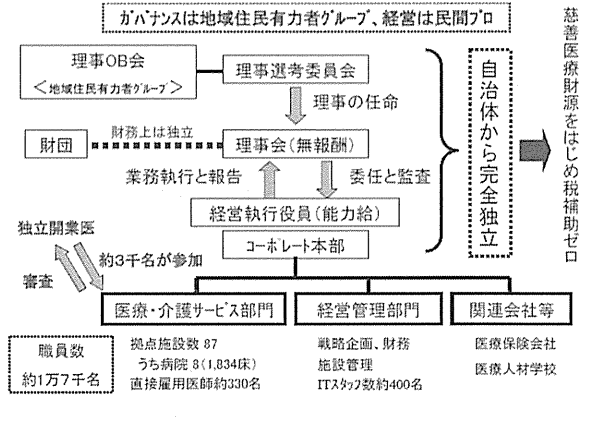 ガバナンスは地域住民有力者グループ、経営は民間プロ
理事OB会
<地域住民有力者グループ>
理事選考委員会
理事の任命
財団
財務上は独立
理事会(無報酬)
業務執行と報告
委任と監査
経営執行役員(能力給)
コーポレート本部
自治体から完全独立
慈善医療財源をはじめ税補助ゼロ
独立開業医
約3千名が参加
審査
医療・介護サービス部門
経営管理部門
関連会社等
職員数
約1万7千名
拠点施設数 87
うち病院 8(1,834床)
直接雇用医師約330名
戦略企画、財務
施設管理
ITスタッフ数約400名
医療保険会社
医療人材学校